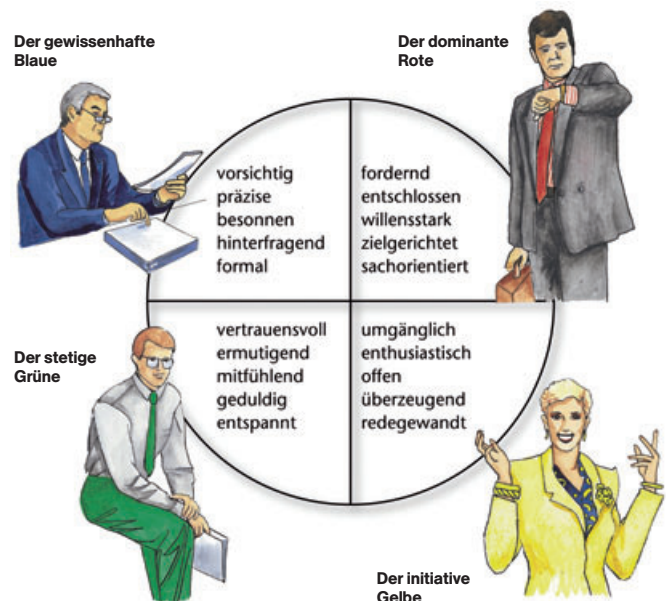 Der gewissenhafte
Blaue
Der dominante
Rote
vorsichtig
präzise
besonnen
hinterfragend
formal
fordernd
entschlossen
willensstark
zielgerichtet
sachorientiert
Der stetige
Grüne
vertrauensvoll
ermutigend
mitfühlend
geduldig
entspannt
umgänglich
enthusiastisch
offen
überzeugend
redegewandt
Der initiative
Gelbe